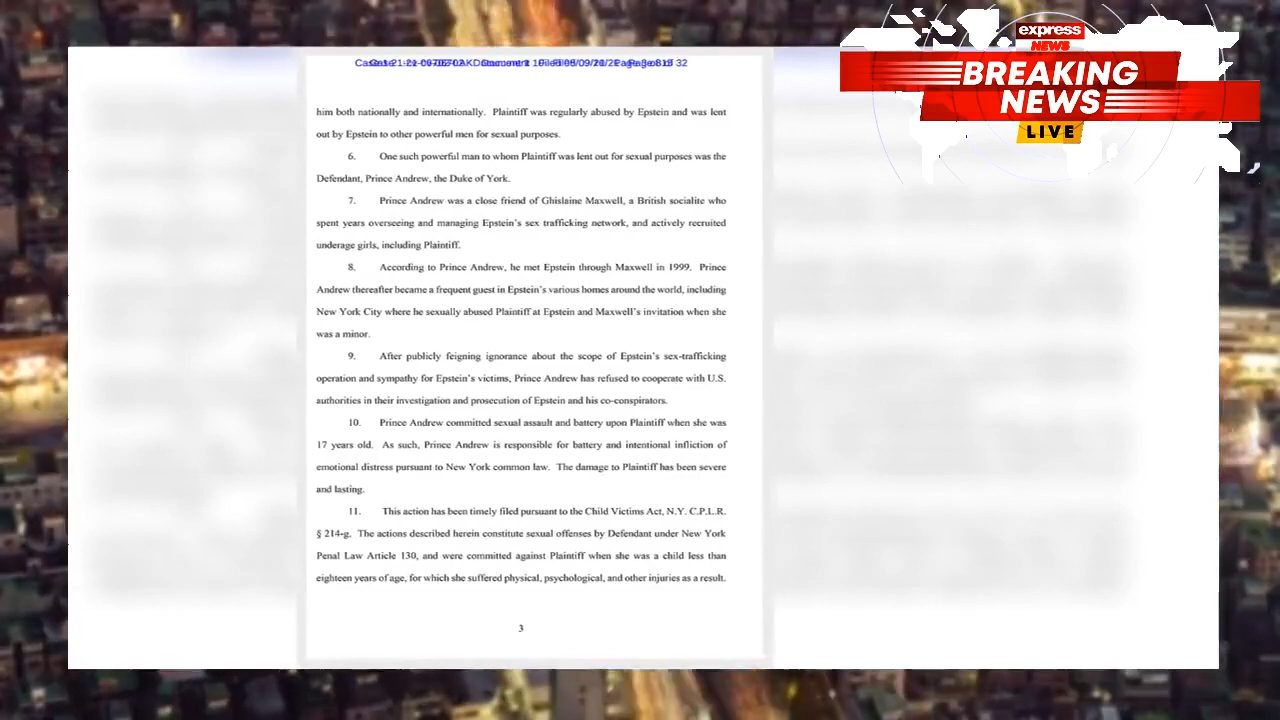 express
NEWS
BREAKING
NEWS
LIVE
him both nationally and internationally. Plaintiff was regularly abused by Epstein and was lent
out by Epstein to other powerful men for sexual purposes.
6. One such powerful man to whom Plaintiff was lent out for sexual purposes was the
Defendant, Prince Andrew, the Duke of York.
7. Prince Andrew was a close friend of Ghislaine Maxwell, a British socialite who
spent years overseeing and managing Epstein's sex trafficking network, and actively recruited
underage girls, including Plaintiff.
8. According to Prince Andrew, he met Epstein through Maxwell in 1999. Prince
Andrew thereafter became a frequent guest in Epstein's various homes around the world, including
New York City where he sexually abused Plaintiff at Epstein and Maxwell's invitation when she
was a minor.
9. After publicly feigning ignorance about the scope of Epstein's sex-trafficking
operation and sympathy for Epstein's victims, Prince Andrew has refused to cooperate with U.S.
authorities in their investigation and prosecution of Epstein and his co-conspirators.
10. Prince Andrew committed sexual assault and battery upon Plaintiff when she was
17 years old. As such, Prince Andrew is responsible for battery and intentional infliction of
emotional distress pursuant to New York common law. The damage to Plaintiff has been severe
and lasting.
11. This action has been timely filed pursuant to the Child Victims Act, N.Y. C.P.L.R.
§ 214-g. The actions described herein constitute sexual offenses by Defendant under New York
Penal Law Article 130, and were committed against Plaintiff when she was a child less than
eighteen years of age, for which she suffered physical, psychological, and other injuries as a result.
3